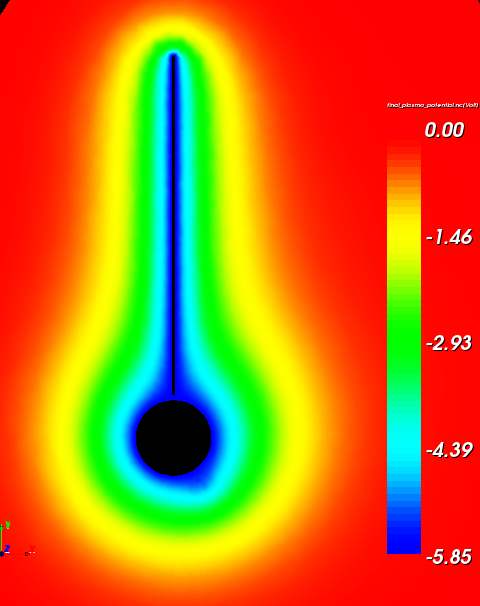 final_plasma_potential.nc(Volt)
0.00
-1.46
-2.93
-4.39
-5.85
Y
Z